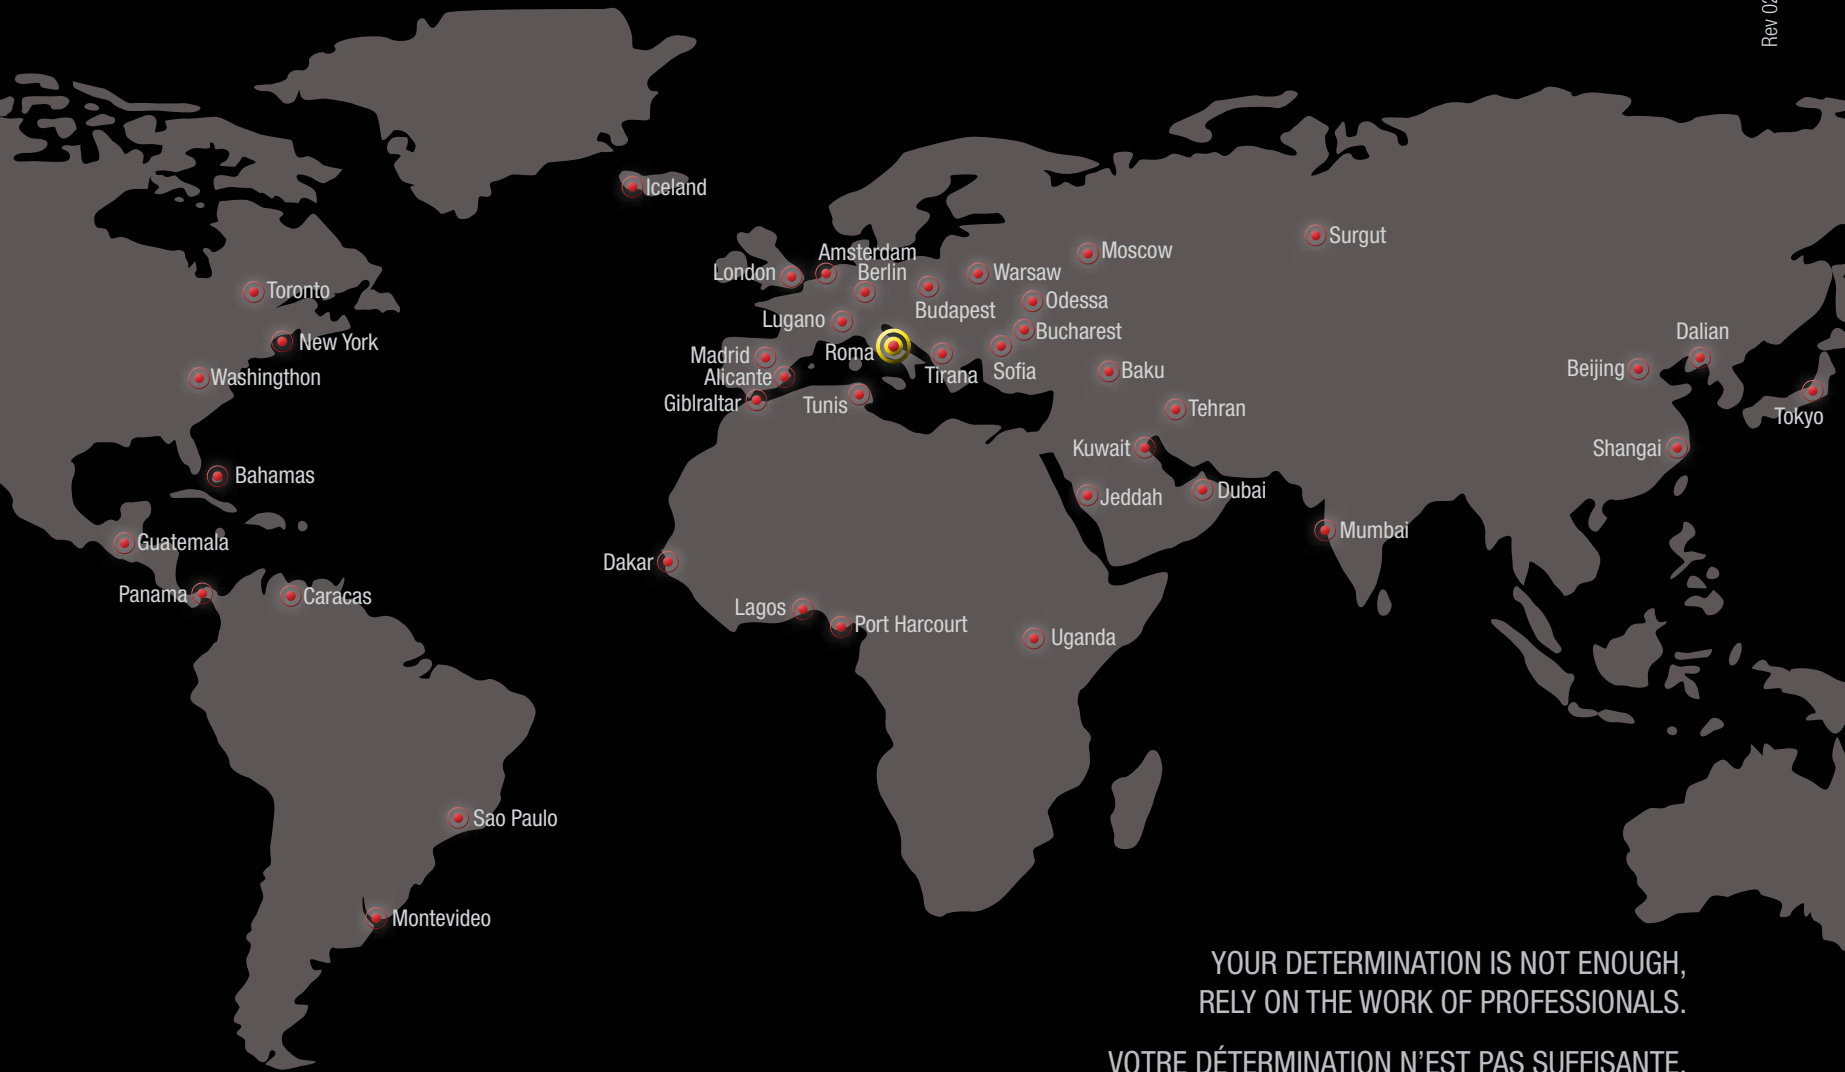 Rev 02
Iceland
Surgut
Moscow
Amsterdam
London
Berlin
Warsaw
Toronto
Odessa
Budapest
Lugano
Bucharest
Dalian
New York
Roma
Madrid
Beijing
Washingthon
Alicante
Tirana
Sofia
Baku
Giblraltar
Tunis
Tehran
Tokyo
Kuwait
Shangai
Bahamas
Jeddah
Dubai
Mumbai
Guatemala
Dakar
Panama
Caracas
Lagos
Port Harcourt
Uganda
Sao Paulo
Montevideo
YOUR DETERMINATION IS NOT ENOUGH,
RELY ON THE WORK OF PROFESSIONALS.
VOTRE DÉTERMINATION N'EST PAS SUFFISANTE,